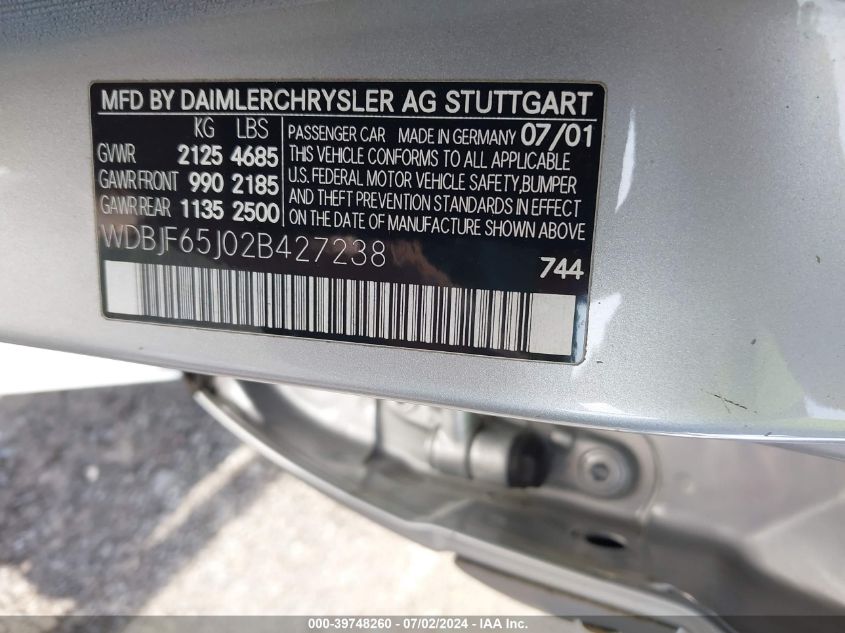 MFD BY DAIMLERCHRYSLER AG STUTTGART
KG LBS
GVWR 2125 4685
GAWR FRONT 990 2185
GAWR REAR 1135 2500
PASSENGER CAR MADE IN GERMANY 07/01
THIS VEHICLE CONFORMS TO ALL APPLICABLE
U.S. FEDERAL MOTOR VEHICLE SAFETY,BUMPER
AND THEFT PREVENTION STANDARDS IN EFFECT
ON THE DATE OF MANUFACTURE SHOWN ABOVE
WDBJF65J02B427238
744
000-39748260 - 07/02/2024 - IAA Inc.